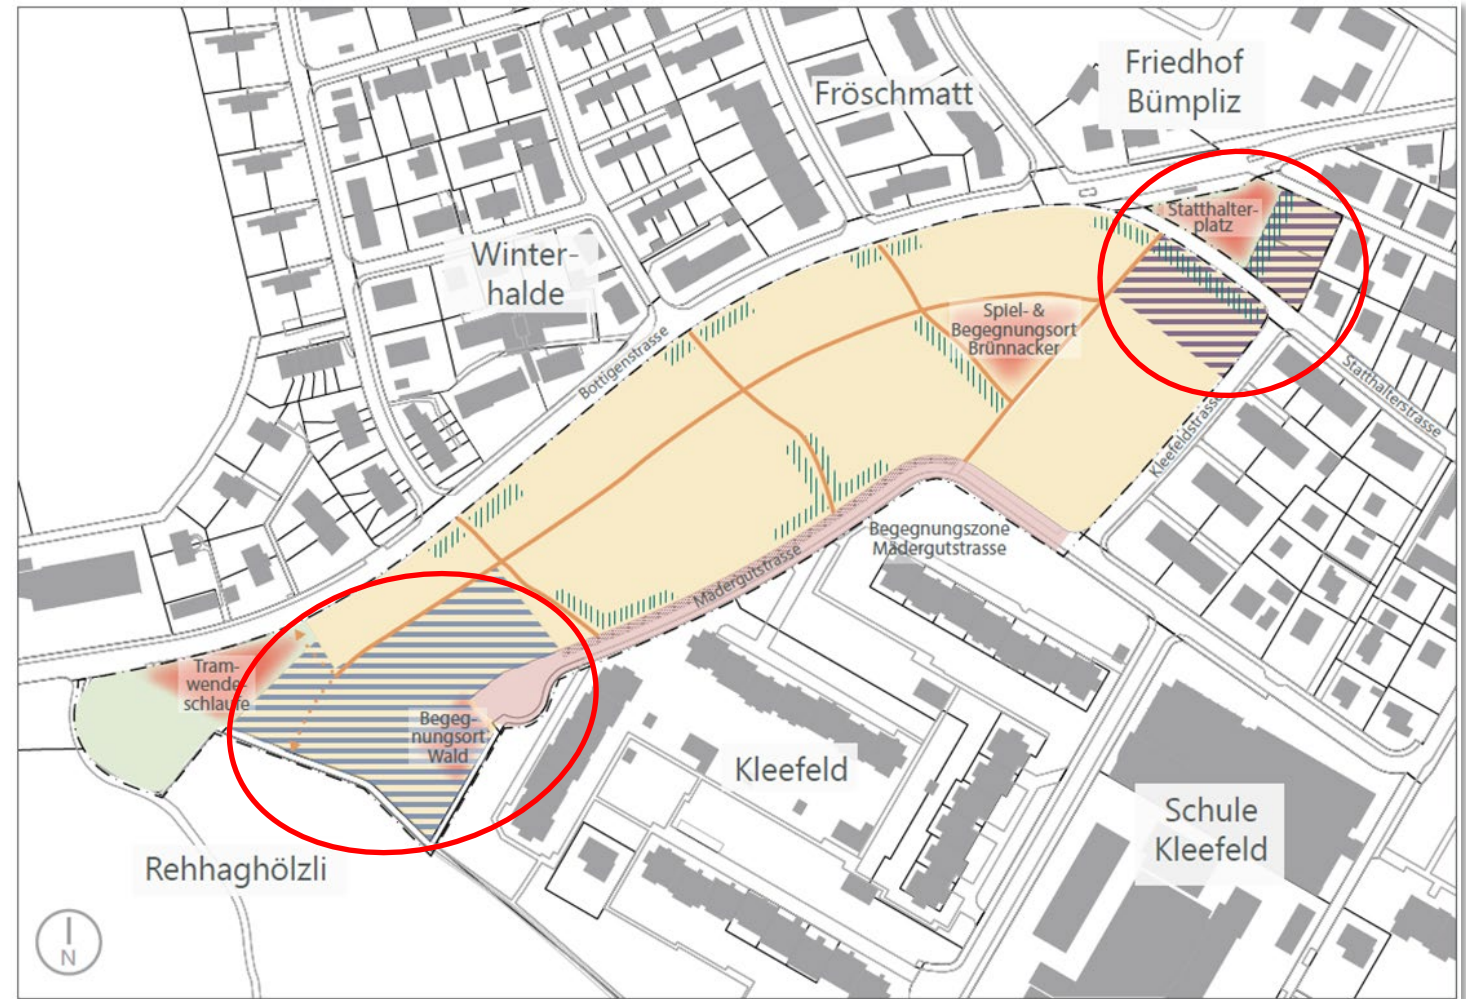 Friedhof
Bümpliz
Fröschmatt
Statthalter-
platz
Winter-
halde
Spiel- &
Begegnungsort
Brünnacker
Bottigenstrasse
Statthalterstrasse
Kleefeldstrasse
Begegnungszone
Mädergutstrasse
Mädergutstrasse
Tram-
wende-
schlaufe
Begeg-
nungsort
Wald
Kleefeld
Schule
Kleefeld
Rehhaghölzli
N